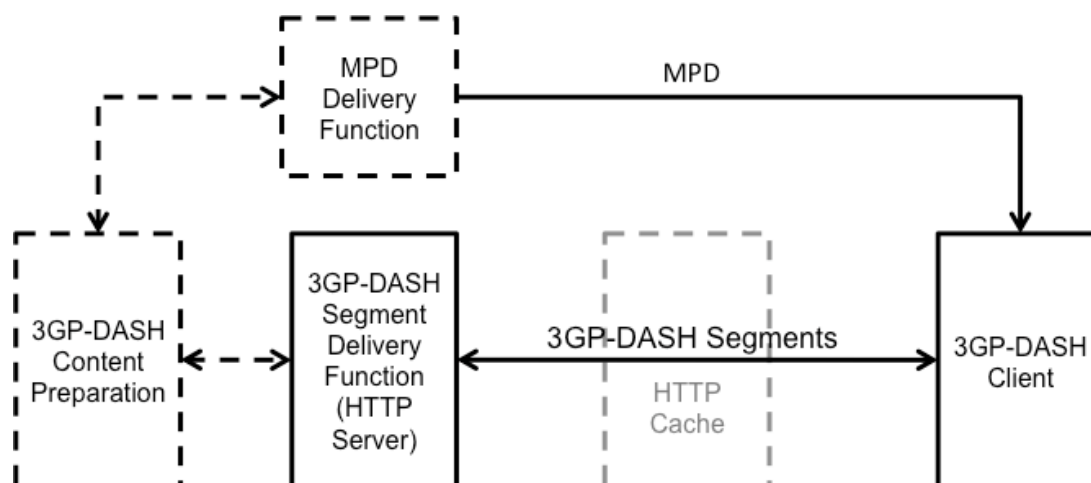 MPD
Delivery
Function
MPD
3GP-DASH
Content
Preparation
3GP-DASH
Segment
Delivery
Function
(HTTP
Server)
3GP-DASH Segments
HTTP
Cache
3GP-DASH
Client